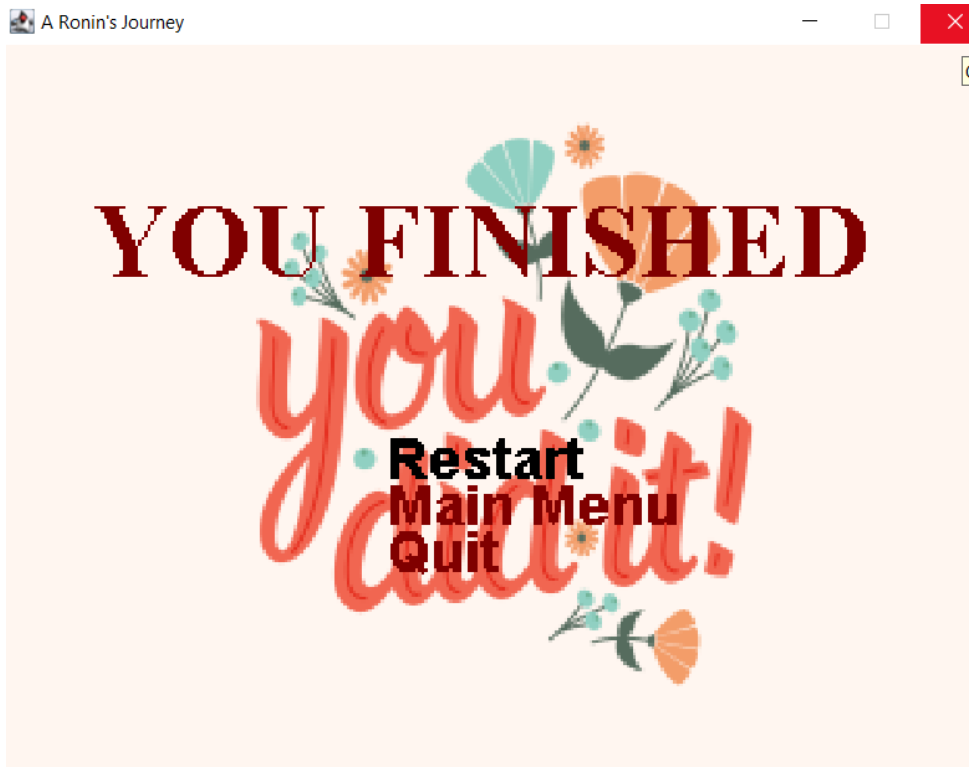 A Ronin's Journey
YOU FINISHED
you
did it!
Restart
Main Menu
Quit